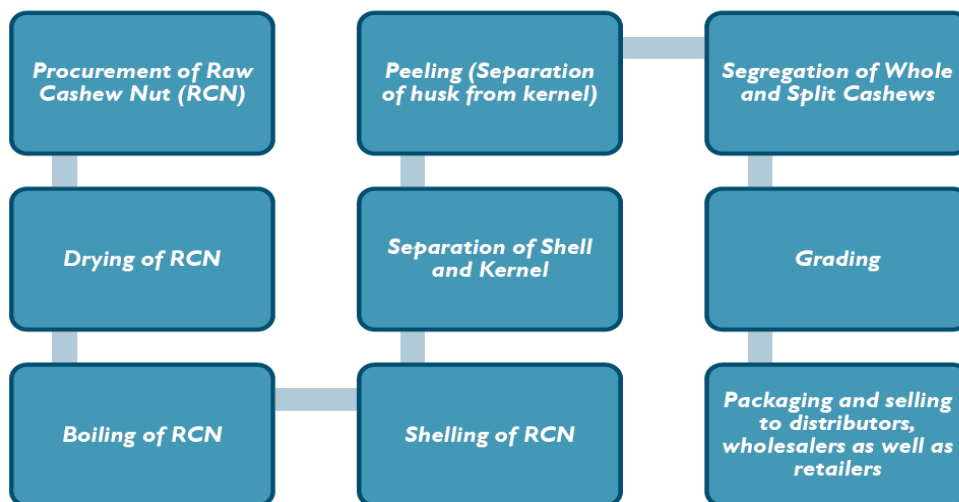 Procurement of Raw
Cashew Nut (RCN)
Drying of RCN
Boiling of RCN
Shelling of RCN
Separation of Shell
and Kernel
Peeling (Separation
of husk from kernel)
Segregation of Whole
and Split Cashews
Grading
Packaging and selling
to distributors,
wholesalers as well as
retailers